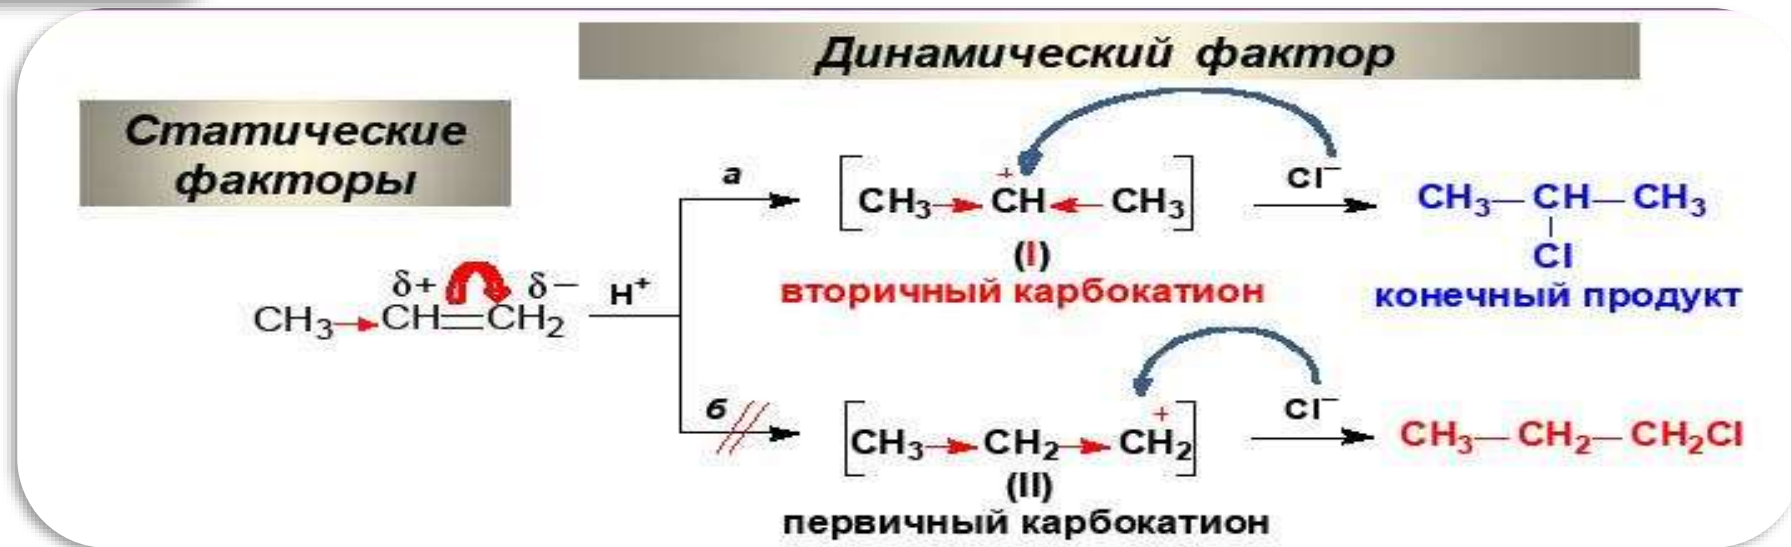 Динамический фактор
Статические
факторы
а
[CH₃→CH⁺←CH₃]
Cl⁻
CH₃—CH—CH₃
Cl
(I)
вторичный карбокатион
конечный продукт
δ+ δ−
CH₃→CH=CH₂
H⁺
б
[CH₃→CH₂→CH₂⁺]
Cl⁻
CH₃—CH₂—CH₂Cl
(II)
первичный карбокатион